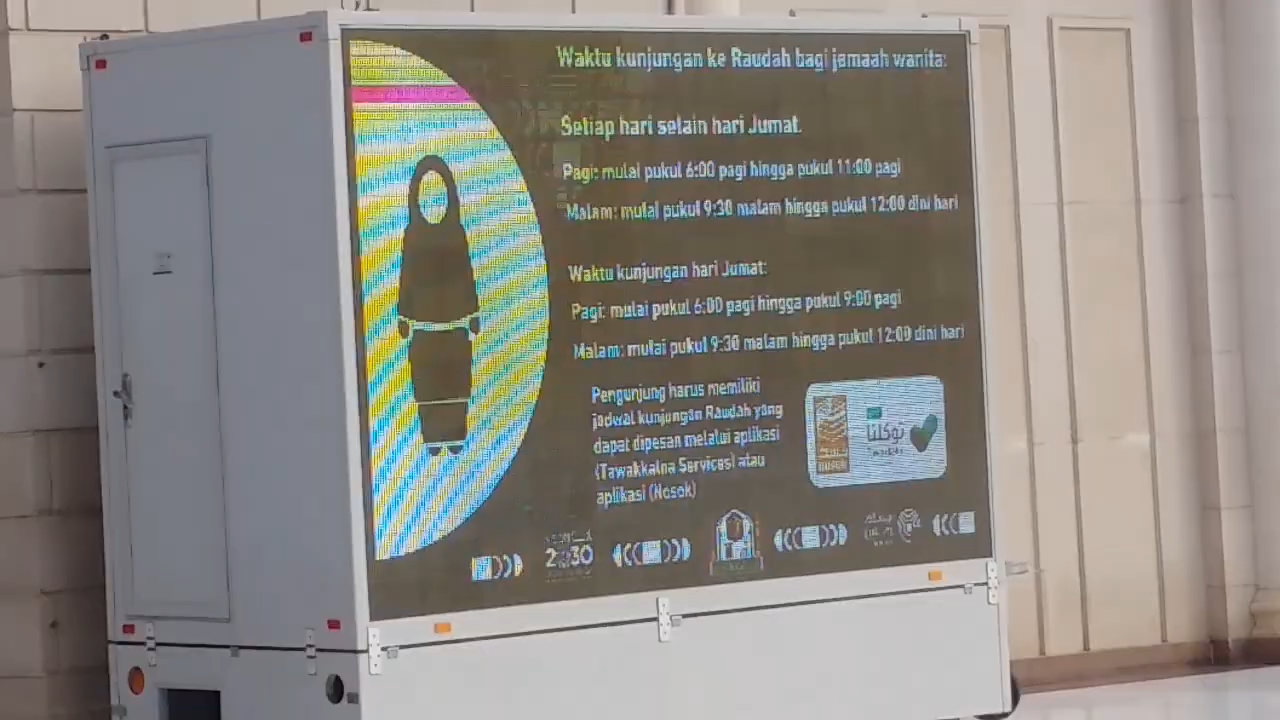 Waktu kunjungan ke Raudah bagi jemaah wanita:
Setiap hari selain hari Jumat.
Pagi: mulai pukul 6:00 pagi hingga pukul 11:00 pagi
Malam: mulai pukul 9:30 malam hingga pukul 12:00 dini hari
Waktu kunjungan hari Jumat:
Pagi: mulai pukul 6:00 pagi hingga pukul 9:00 pagi
Malam: mulai pukul 9:30 malam hingga pukul 12:00 dini hari
Pengunjung harus memiliki
jadwal kunjungan Raudah yang
dapat dipesan melalui aplikasi
(Tawakkalna Services) atau
aplikasi (Nosok)
توكلنا
2030